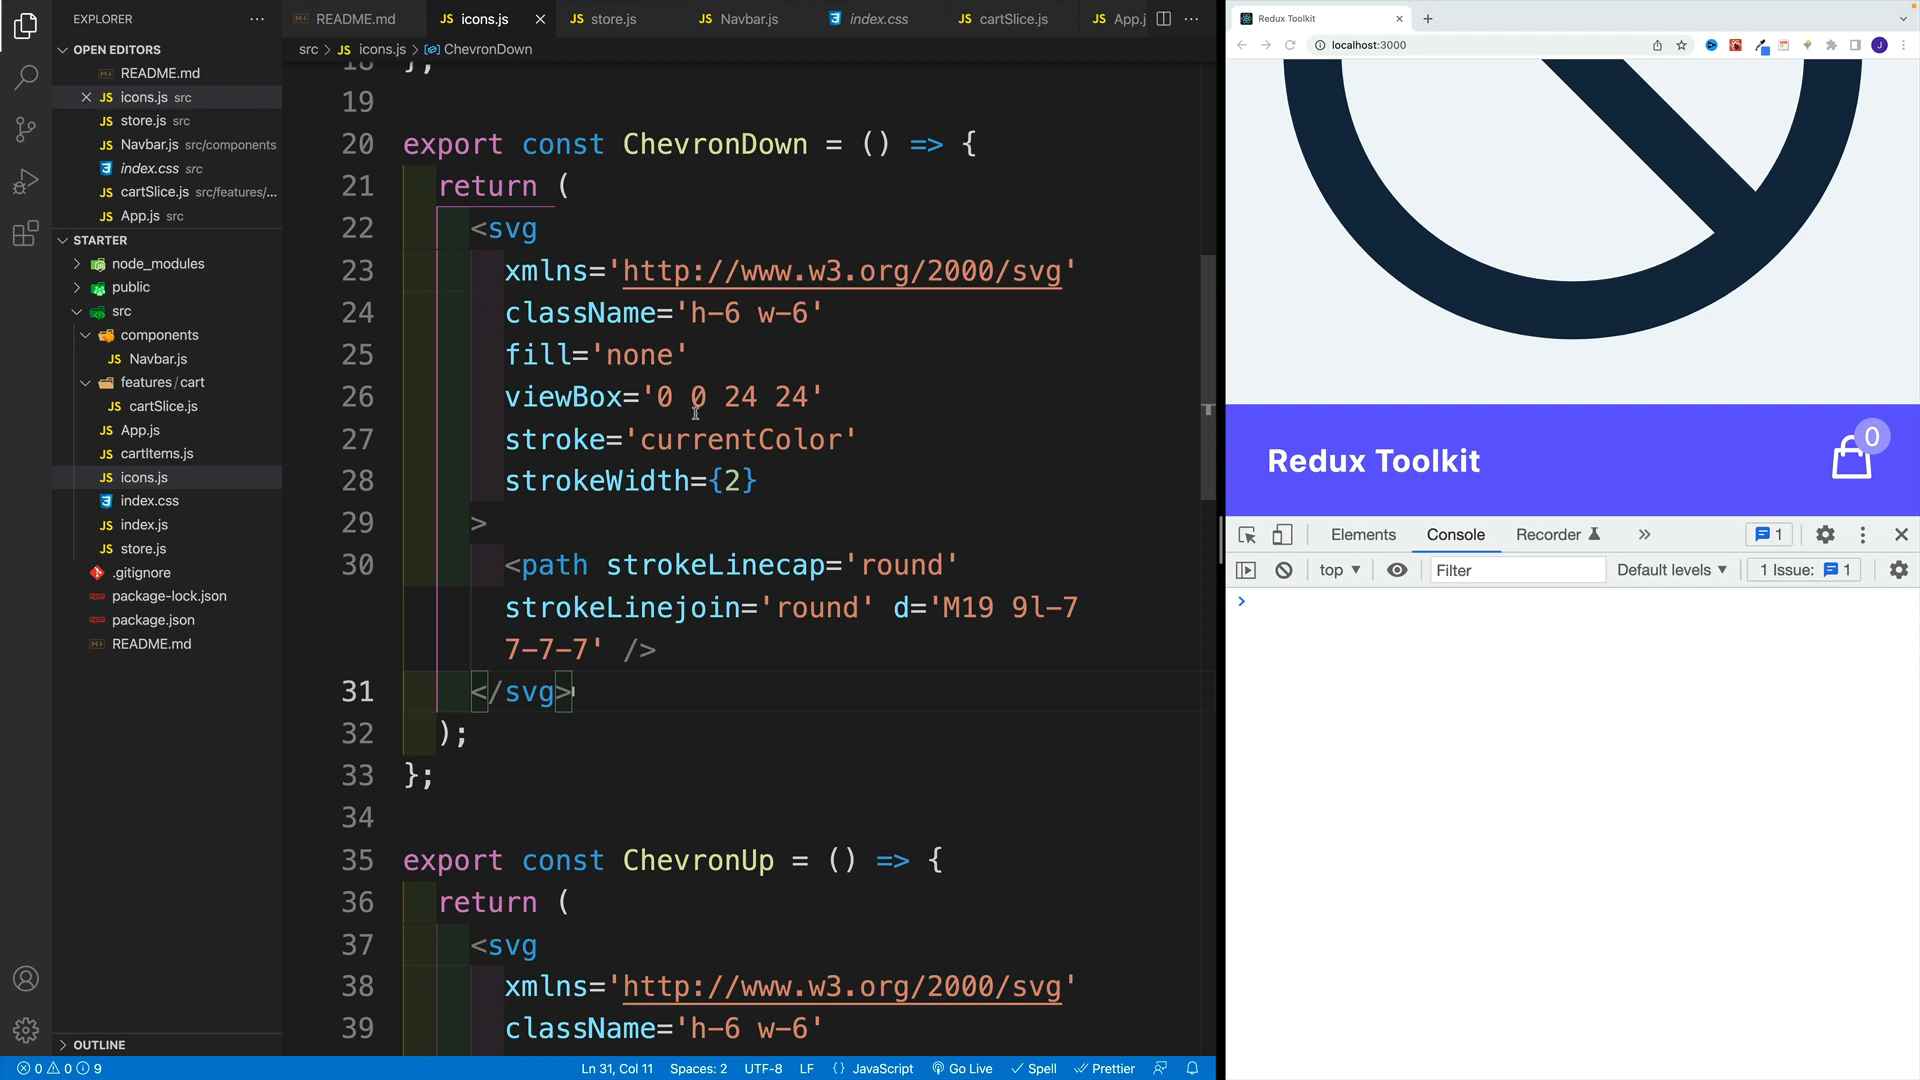 EXPLORER
OPEN EDITORS
README.md
icons.js src
store.js src
Navbar.js src/components
index.css src
cartSlice.js src/features/...
App.js src
STARTER
node_modules
public
src
components
Navbar.js
features/cart
cartSlice.js
App.js
cartItems.js
icons.js
index.css
index.js
store.js
.gitignore
package-lock.json
package.json
README.md
OUTLINE
README.md
JS icons.js
JS store.js
JS Navbar.js
index.css
JS cartSlice.js
JS App.j
src > JS icons.js > ChevronDown
18 };
19
20 export const ChevronDown = () => {
21 return (
22 <svg
23 xmlns='http://www.w3.org/2000/svg'
24 className='h-6 w-6'
25 fill='none'
26 viewBox='0 0 24 24'
27 stroke='currentColor'
28 strokeWidth={2}
29 >
30 <path strokeLinecap='round'
strokeLinejoin='round' d='M19 9l-7
7-7-7' />
31 </svg>
32 );
33 };
34
35 export const ChevronUp = () => {
36 return (
37 <svg
38 xmlns='http://www.w3.org/2000/svg'
39 className='h-6 w-6'
0 0 9
Ln 31, Col 11
Spaces: 2
UTF-8
LF
JavaScript
Go Live
Spell
Prettier
Redux Toolkit
localhost:3000
J
Redux Toolkit
0
Elements
Console
Recorder
1
top
Filter
Default levels
1 Issue: 1